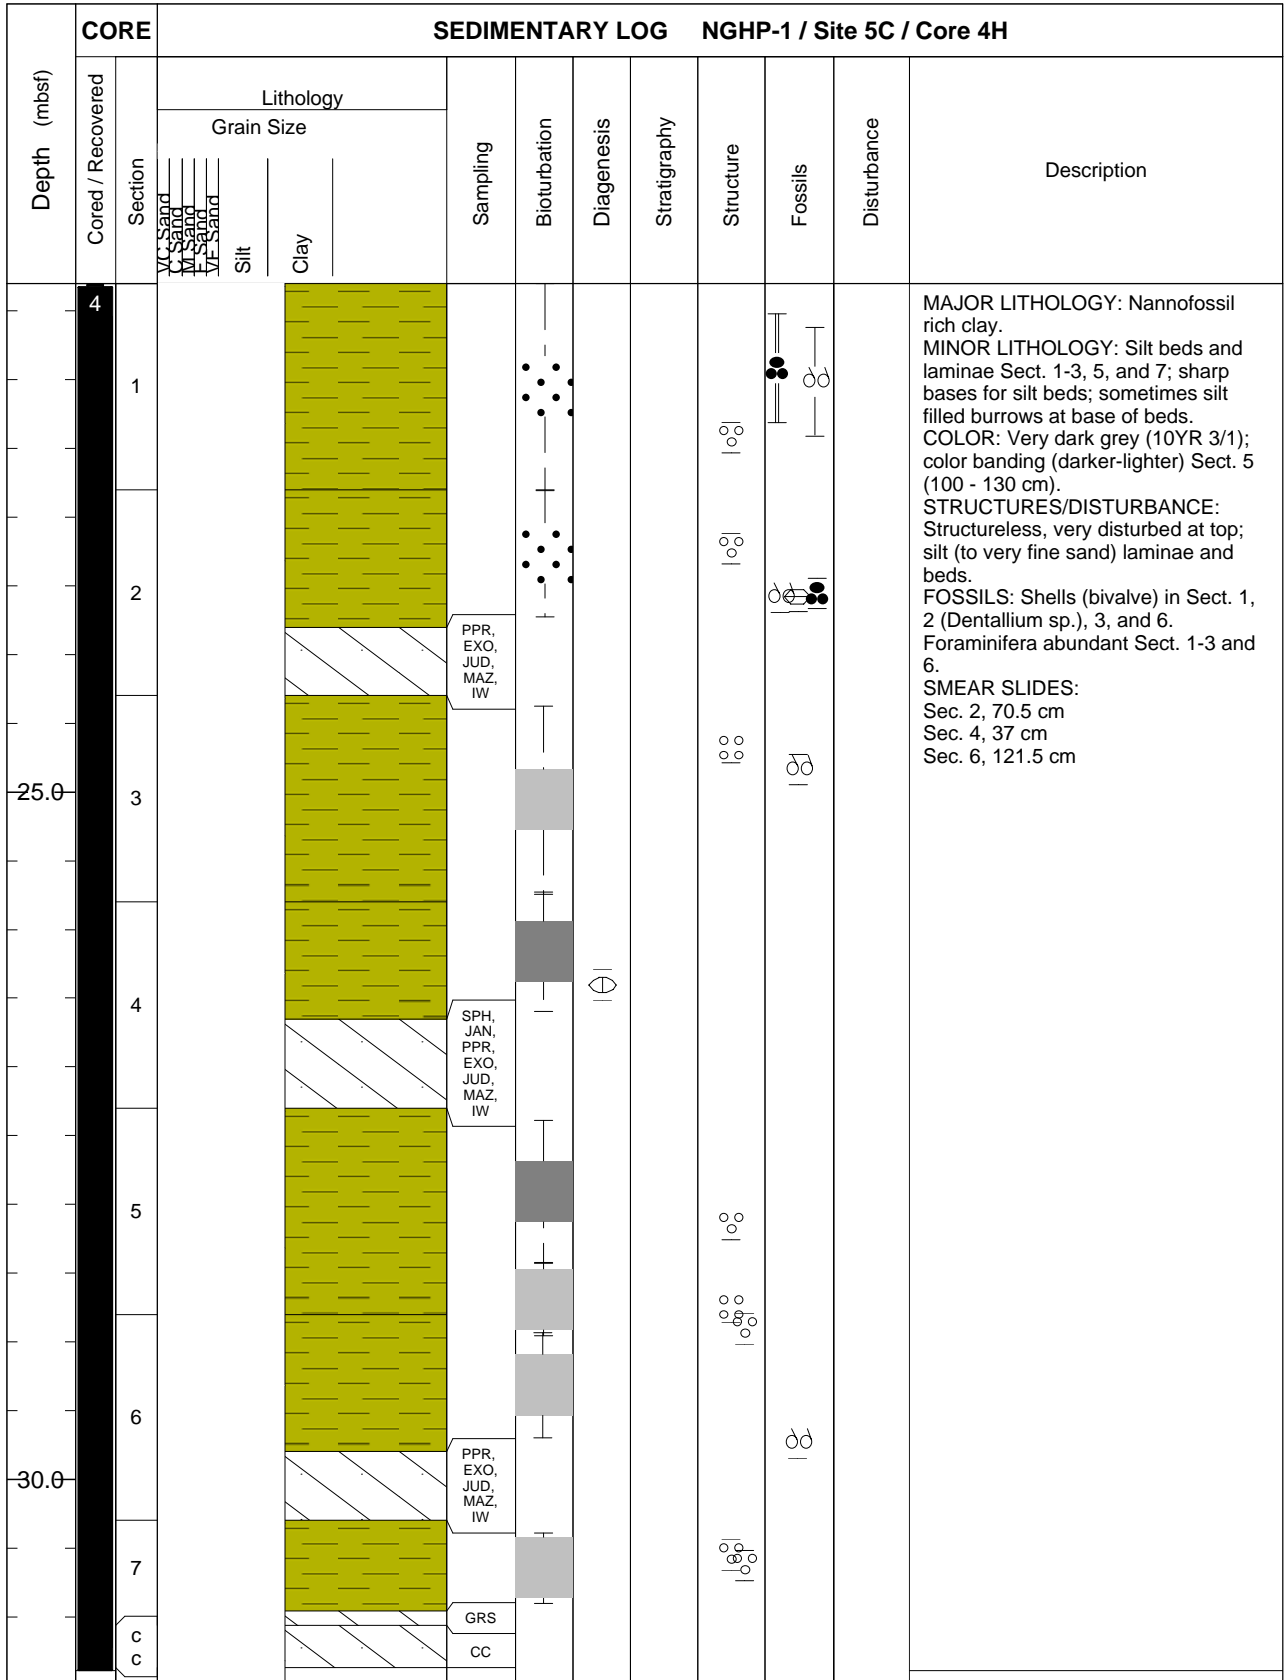 CORE
SEDIMENTARY LOG NGHP-1 / Site 5C / Core 4H
Depth (mbsf)
Cored / Recovered
Section
Lithology
Grain Size
VC Sand
C Sand
M Sand
F Sand
VF Sand
Silt
Clay
Sampling
Bioturbation
Diagenesis
Stratigraphy
Structure
Fossils
Disturbance
Description
4
1
2
3
4
5
6
7
C
C
25.0
30.0
PPR,
EXO,
JUD,
MAZ,
IW
SPH,
JAN,
PPR,
EXO,
JUD,
MAZ,
IW
PPR,
EXO,
JUD,
MAZ,
IW
GRS
CC
MAJOR LITHOLOGY: Nannofossil
rich clay.
MINOR LITHOLOGY: Silt beds and
laminae Sect. 1-3, 5, and 7; sharp
bases for silt beds; sometimes silt
filled burrows at base of beds.
COLOR: Very dark grey (10YR 3/1);
color banding (darker-lighter) Sect. 5
(100 - 130 cm).
STRUCTURES/DISTURBANCE:
Structureless, very disturbed at top;
silt (to very fine sand) laminae and
beds.
FOSSILS: Shells (bivalve) in Sect. 1,
2 (Dentallium sp.), 3, and 6.
Foraminifera abundant Sect. 1-3 and
6.
SMEAR SLIDES:
Sec. 2, 70.5 cm
Sec. 4, 37 cm
Sec. 6, 121.5 cm